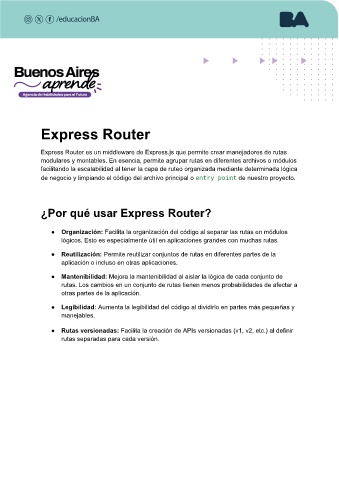 /educacionBA
BA
Buenos Aires
aprende
Agencia de Habilidades para el Futuro
Express Router
Express Router es un middleware de Express.js que permite crear manejadores de rutas
modulares y montables. En esencia, permite agrupar rutas en diferentes archivos o módulos
facilitando la escalabilidad al tener la capa de ruteo organizada mediante determinada lógica
de negocio y limpiando el código del archivo principal o entry point de nuestro proyecto.
¿Por qué usar Express Router?
● Organización: Facilita la organización del código al separar las rutas en módulos
lógicos. Esto es especialmente útil en aplicaciones grandes con muchas rutas.
● Reutilización: Permite reutilizar conjuntos de rutas en diferentes partes de la
aplicación o incluso en otras aplicaciones.
● Mantenibilidad: Mejora la mantenibilidad al aislar la lógica de cada conjunto de
rutas. Los cambios en un conjunto de rutas tienen menos probabilidades de afectar a
otras partes de la aplicación.
● Legibilidad: Aumenta la legibilidad del código al dividirlo en partes más pequeñas y
manejables.
● Rutas versionadas: Facilita la creación de APIs versionadas (v1, v2, etc.) al definir
rutas separadas para cada versión.